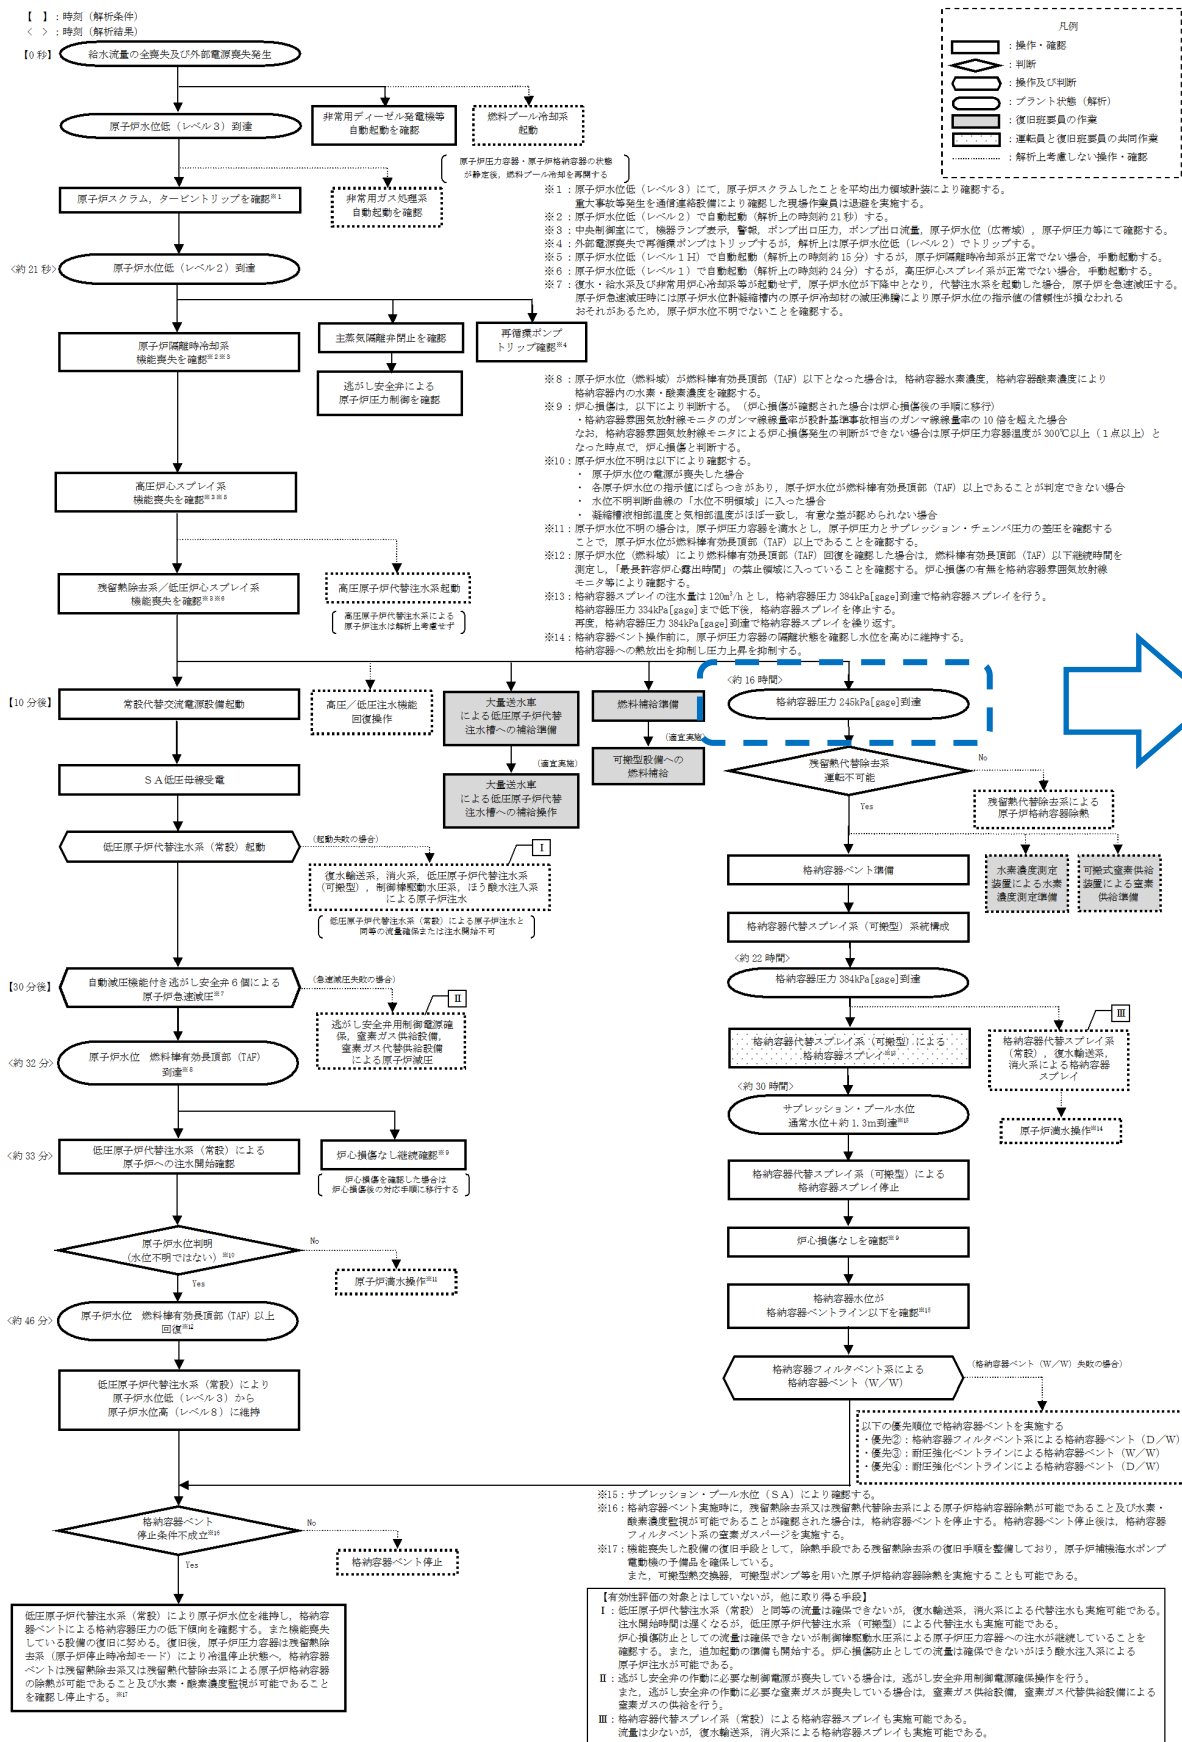 【　】：時刻（解析条件）
＜　＞：時刻（解析結果）
凡例
：操作・確認
：判断
：操作及び判断
：プラント状態（解析）
：復旧班要員の作業
：運転員と復旧班要員の共同作業
：解析上考慮しない操作・確認
【0秒】
給水流量の全喪失及び外部電源喪失発生
原子炉水位低（レベル3）到達
非常用ディーゼル発電機等
自動起動を確認
燃料プール冷却系
起動
原子炉圧力容器・原子炉格納容器の状態
が静定後，燃料プール冷却を再開する
原子炉スクラム，タービントリップを確認※1
非常用ガス処理系
自動起動を確認
※1：原子炉水位低（レベル3）にて，原子炉スクラムしたことを平均出力領域計装により確認する。
重大事故等発生を通信連絡設備により確認した現場作業員は退避を実施する。
※2：原子炉水位低（レベル2）で自動起動（解析上の時刻約21秒）する。
※3：中央制御室にて，機器ランプ表示，警報，ポンプ出口圧力，ポンプ出口流量，原子炉水位（広帯域），原子炉圧力等にて確認する。
※4：外部電源喪失で再循環ポンプはトリップするが，解析上は原子炉水位低（レベル2）でトリップする。
※5：原子炉水位低（レベル1H）で自動起動（解析上の時刻約15分）するが，原子炉隔離時冷却系が正常でない場合，手動起動する。
※6：原子炉水位低（レベル1）で自動起動（解析上の時刻約24分）するが，高圧炉心スプレイ系が正常でない場合，手動起動する。
※7：復水・給水系及び非常用炉心冷却系等が起動せず，原子炉水位が下降中となり，代替注水系を起動した場合，原子炉を急速減圧する。
原子炉急速減圧時には原子炉水位計凝縮槽内の原子炉冷却材の減圧沸騰により原子炉水位の指示値の信頼性が損なわれる
おそれがあるため，原子炉水位不明でないことを確認する。
＜約21秒＞
原子炉水位低（レベル2）到達
原子炉隔離時冷却系
機能喪失を確認※2※3
主蒸気隔離弁閉止を確認
再循環ポンプ
トリップ確認※4
逃がし安全弁による
原子炉圧力制御を確認
※8：原子炉水位（燃料域）が燃料棒有効長頂部（TAF）以下となった場合は，格納容器水素濃度，格納容器酸素濃度により
格納容器内の水素・酸素濃度を確認する。
※9：炉心損傷は，以下により判断する。（炉心損傷が確認された場合は炉心損傷後の手順に移行）
・格納容器雰囲気放射線モニタのガンマ線線量率が設計基準事故相当のガンマ線線量率の10倍を超えた場合
なお，格納容器雰囲気放射線モニタによる炉心損傷発生の判断ができない場合は原子炉圧力容器温度が300℃以上（1点以上）と
なった時点で，炉心損傷と判断する。
※10：原子炉水位不明は以下により確認する。
・　原子炉水位の電源が喪失した場合
・　各原子炉水位の指示値にばらつきがあり，原子炉水位が燃料棒有効長頂部（TAF）以上であることが判定できない場合
・　水位不明判断曲線の「水位不明領域」に入った場合
・　凝縮槽液相部温度と気相部温度がほぼ一致し，有意な差が認められない場合
※11：原子炉水位不明の場合は，原子炉圧力容器を満水とし，原子炉圧力とサプレッション・チェンバ圧力の差圧を確認する
ことで，原子炉水位が燃料棒有効長頂部（TAF）以上であることを確認する。
※12：原子炉水位（燃料域）により燃料棒有効長頂部（TAF）回復を確認した場合は，燃料棒有効長頂部（TAF）以下継続時間を
測定し，「最長許容炉心露出時間」の禁止領域に入っていることを確認する。炉心損傷の有無を格納容器雰囲気放射線
モニタ等により確認する。
※13：格納容器スプレイの注水量は120m³/hとし，格納容器圧力384kPa[gage]到達で格納容器スプレイを行う。
格納容器圧力334kPa[gage]まで低下後，格納容器スプレイを停止する。
再度，格納容器圧力384kPa[gage]到達で格納容器スプレイを繰り返す。
※14：格納容器ベント操作前に，原子炉圧力容器の隔離状態を確認し水位を高めに維持する。
格納容器への熱放出を抑制し圧力上昇を抑制する。
高圧炉心スプレイ系
機能喪失を確認※3※5
残留熱除去系／低圧炉心スプレイ系
機能喪失を確認※3※6
高圧原子炉代替注水系起動
高圧原子炉代替注水系による
原子炉注水は解析上考慮せず
【10分後】
常設代替交流電源設備起動
高圧／低圧注水機能
回復操作
大量送水車
による低圧原子炉代替
注水槽への補給準備
燃料補給準備
＜約16時間＞
格納容器圧力245kPa[gage]到達
（適宜実施）
（適宜実施）
ＳＡ低圧母線受電
大量送水車
による低圧原子炉代替
注水槽への補給操作
可搬型設備への
燃料補給
残留熱代替除去系
運転不可能
No
Yes
残留熱代替除去系による
原子炉格納容器除熱
低圧原子炉代替注水系（常設）起動
（起動失敗の場合）
Ⅰ
復水輸送系，消火系，低圧原子炉代替注水系
（可搬型），制御棒駆動水圧系，ほう酸水注入系
による原子炉注水
低圧原子炉代替注水系（常設）による原子炉注水と
同等の流量確保または注水開始不可
格納容器ベント準備
水素濃度測定
装置による水素
濃度測定準備
可搬式窒素供給
装置による窒素
供給準備
格納容器代替スプレイ系（可搬型）系統構成
＜約22時間＞
格納容器圧力384kPa[gage]到達
【30分後】
自動減圧機能付き逃がし安全弁6個による
原子炉急速減圧※7
（急速減圧失敗の場合）
Ⅱ
逃がし安全弁用制御電源確
保，窒素ガス供給設備，
窒素ガス代替供給設備
による原子炉減圧
Ⅲ
格納容器代替スプレイ系（可搬型）による
格納容器スプレイ※13
格納容器代替スプレイ系
（常設），復水輸送系，
消火系による格納容器
スプレイ
＜約32分＞
原子炉水位　燃料棒有効長頂部（TAF）
到達※8
＜約30時間＞
サプレッション・プール水位
通常水位＋約1.3m到達※15
原子炉満水操作※14
＜約33分＞
低圧原子炉代替注水系（常設）による
原子炉への注水開始確認
炉心損傷なし継続確認※9
炉心損傷を確認した場合は
炉心損傷後の対応手順に移行する
格納容器代替スプレイ系（可搬型）による
格納容器スプレイ停止
原子炉水位判明
（水位不明ではない）※10
No
Yes
原子炉満水操作※11
炉心損傷なしを確認※9
＜約46分＞
原子炉水位　燃料棒有効長頂部（TAF）以上
回復※12
格納容器水位が
格納容器ベントライン以下を確認※15
低圧原子炉代替注水系（常設）により
原子炉水位低（レベル3）から
原子炉水位高（レベル8）に維持
格納容器フィルタベント系による
格納容器ベント（W／W）
（格納容器ベント（W／W）失敗の場合）
以下の優先順位で格納容器ベントを実施する
・優先②：格納容器フィルタベント系による格納容器ベント（D／W）
・優先③：耐圧強化ベントラインによる格納容器ベント（W／W）
・優先④：耐圧強化ベントラインによる格納容器ベント（D／W）
格納容器ベント
停止条件不成立※16
No
Yes
格納容器ベント停止
※15：サプレッション・プール水位（SA）により確認する。
※16：格納容器ベント実施時に，残留熱除去系又は残留熱代替除去系による原子炉格納容器除熱が可能であること及び水素・
酸素濃度監視が可能であることが確認された場合は，格納容器ベントを停止する。格納容器ベント停止後は，格納容器
フィルタベント系の窒素ガスパージを実施する。
※17：機能喪失した設備の復旧手段として，除熱手段である残留熱除去系の復旧手順を整備しており，原子炉補機海水ポンプ
電動機の予備品を確保している。
また，可搬型熱交換器，可搬型ポンプ等を用いた原子炉格納容器除熱を実施することも可能である。
低圧原子炉代替注水系（常設）により原子炉水位を維持し，格納容
器ベントによる格納容器圧力の低下傾向を確認する。また機能喪失
している設備の復旧に努める。復旧後，原子炉圧力容器は残留熱除
去系（原子炉停止時冷却モード）により冷温停止状態へ，格納容器
ベントは残留熱除去系又は残留熱代替除去系による原子炉格納容器
の除熱が可能であること及び水素・酸素濃度監視が可能であること
を確認し停止する。※17
【有効性評価の対象とはしていないが，他に取り得る手段】
Ⅰ：低圧原子炉代替注水系（常設）と同等の流量は確保できないが，復水輸送系，消火系による代替注水も実施可能である。
注水開始時間は遅くなるが，低圧原子炉代替注水系（可搬型）による代替注水も実施可能である。
炉心損傷防止としての流量は確保できないが制御棒駆動水圧系による原子炉圧力容器への注水が継続していることを
確認する。また，追加起動の準備も開始する。炉心損傷防止としての流量は確保できないがほう酸水注入系による
原子炉注水が可能である。
Ⅱ：逃がし安全弁の作動に必要な制御電源が喪失している場合は，逃がし安全弁用制御電源確保操作を行う。
また，逃がし安全弁の作動に必要な窒素ガスが喪失している場合は，窒素ガス供給設備，窒素ガス代替供給設備による
窒素ガスの供給を行う。
Ⅲ：格納容器代替スプレイ系（常設）による格納容器スプレイも実施可能である。
流量は少ないが，復水輸送系，消火系による格納容器スプレイも実施可能である。